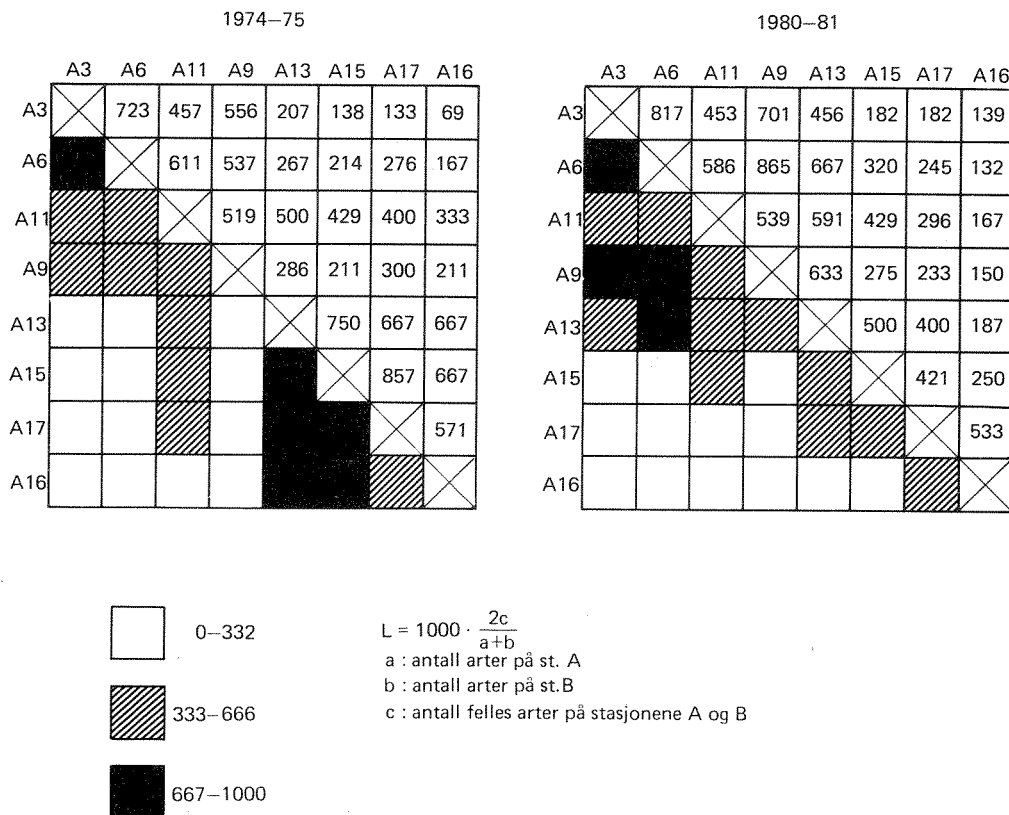 1974–75
A3 A6 A11 A9 A13 A15 A17 A16
A3 723 457 556 207 138 133 69
A6 611 537 267 214 276 167
A11 519 500 429 400 333
A9 286 211 300 211
A13 750 667 667
A15 857 667
A17 571
A16
1980–81
A3 A6 A11 A9 A13 A15 A17 A16
A3 817 453 701 456 182 182 139
A6 586 865 667 320 245 132
A11 539 591 429 296 167
A9 633 275 233 150
A13 500 400 187
A15 421 250
A17 533
A16
0–332
333–666
667–1000
L = 1000 · 2c
a+b
a : antall arter på st. A
b : antall arter på st.B
c : antall felles arter på stasjonene A og B